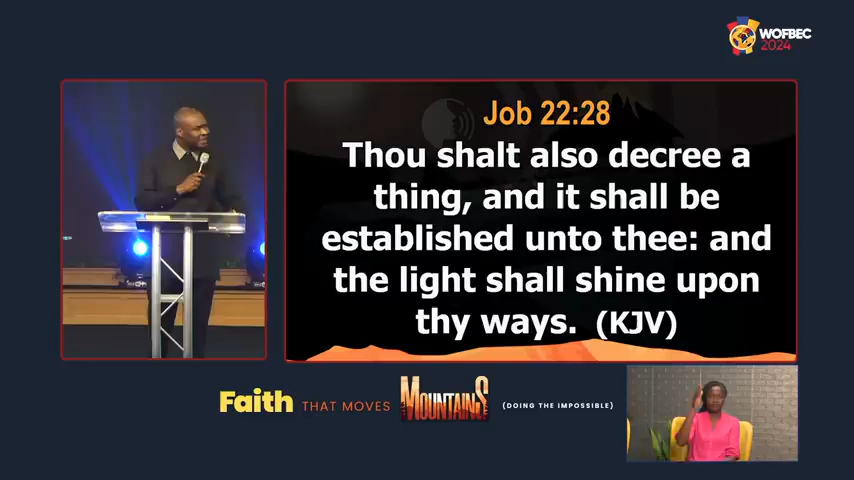 WOFBEC
2024
Job 22:28
Thou shalt also decree a
thing, and it shall be
established unto thee: and
the light shall shine upon
thy ways. (KJV)
Faith THAT MOVES MOUNTAINS (DOING THE IMPOSSIBLE)